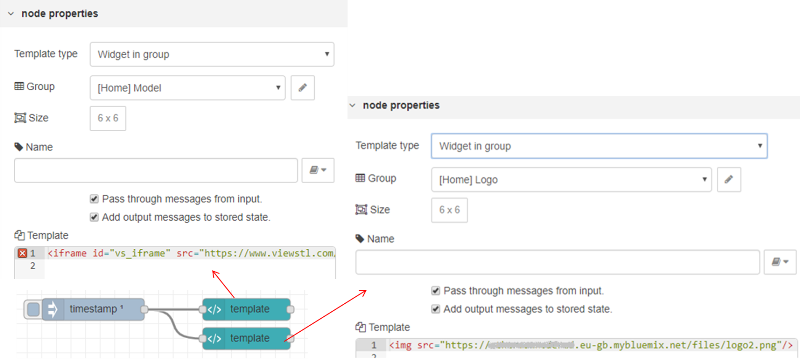 node properties
Template type
Widget in group
Group
[Home] Model
Size
6 x 6
Name
Pass through messages from input.
Add output messages to stored state.
Template
1 <iframe id="vs_iframe" src="https://www.viewstl.com/
2
timestamp ¹
template
template
node properties
Template type
Widget in group
Group
[Home] Logo
Size
6 x 6
Name
Pass through messages from input.
Add output messages to stored state.
Template
1 <img src="https:// .eu-gb.mybluemix.net/files/logo2.png"/>
2